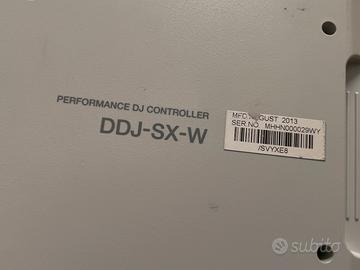 PERFORMANCE DJ CONTROLLER
DDJ-SX-W
MFD.AUGUST 2013
SER.NO. MHHN000029WY
/SVYXE8
subito